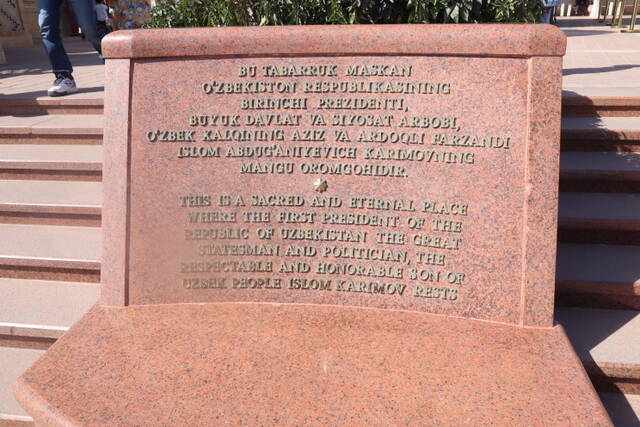 BU TABARRUK MASKAN
O'ZBEKISTON RESPUBLIKASINING
BIRINCHI PREZIDENTI,
BUYUK DAVLAT VA SIYOSAT ARBOBI,
O'ZBEK XALQINING AZIZ VA ARDOQLI FARZANDI
ISLOM ABDUG'ANIYEVICH KARIMOVNING
MANGU OROMGOHIDIR.
THIS IS A SACRED AND ETERNAL PLACE
WHERE THE FIRST PRESIDENT OF THE
REPUBLIC OF UZBEKISTAN THE GREAT
STATESMAN AND POLITICIAN, THE
RESPECTABLE AND HONORABLE SON OF
UZBEK PEOPLE ISLOM KARIMOV RESTS